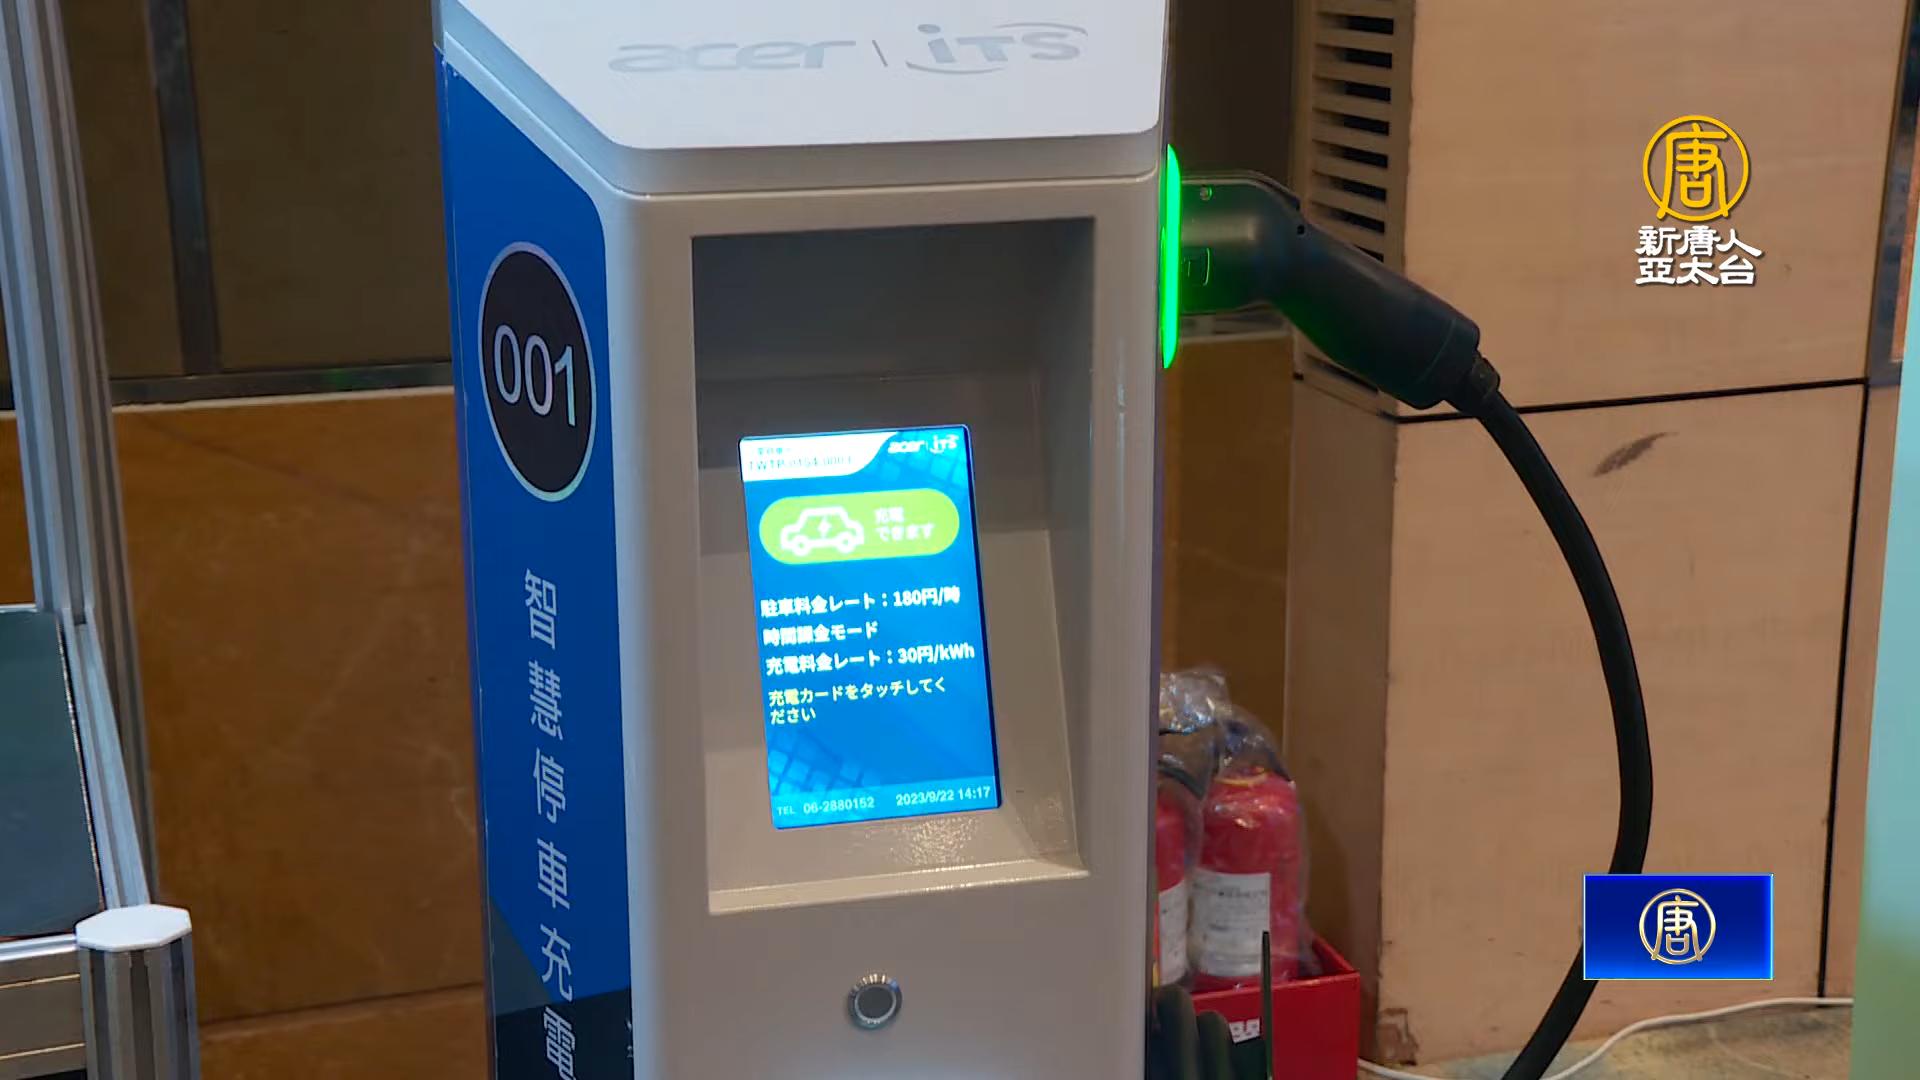 acer | iTS
001
智慧停車充電
acer | iTS
充電
できます
駐車料金レート：180円/時
時間課金モード
充電料金レート：30円/kWh
充電カードをタッチしてく
ださい
TEL 06-2880152 2023/9/22 14:17
唐
新唐人
亞太台
唐